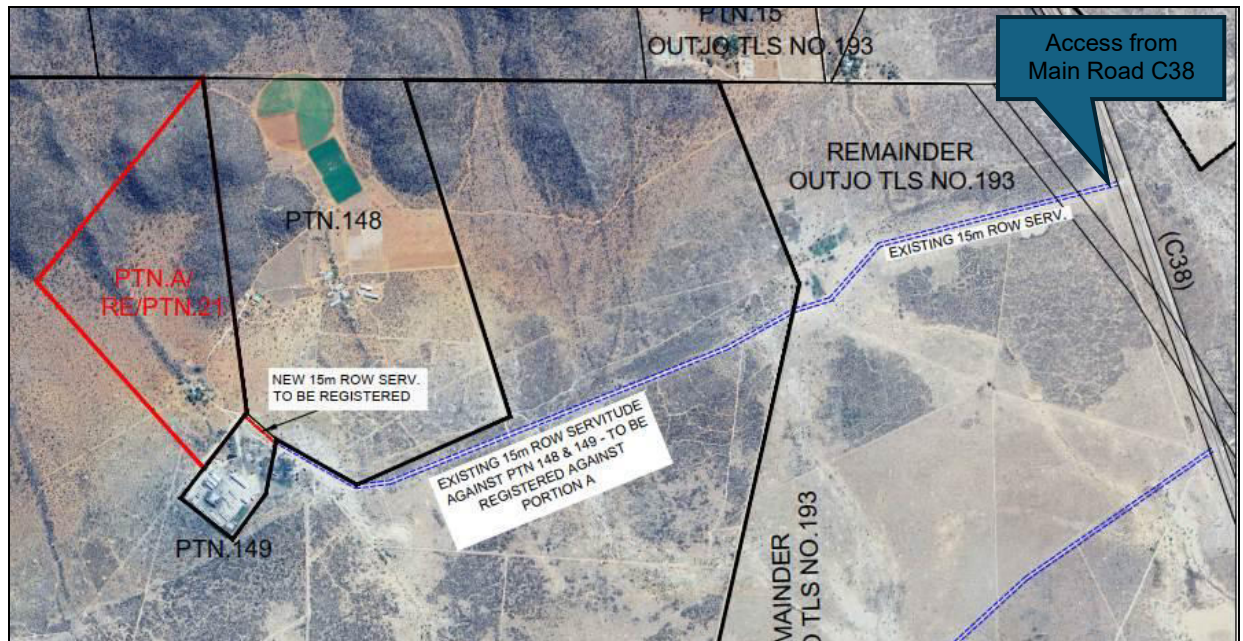 PTN.15
OUTJO TLS NO.193
Access from
Main Road C38
REMAINDER
OUTJO TLS NO.193
PTN.148
EXISTING 15m ROW SERV.
(C38)
PTN.A/
RE/PTN.21
NEW 15m ROW SERV.
TO BE REGISTERED
EXISTING 15m ROW SERVITUDE
AGAINST PTN 148 & 149 - TO BE
REGISTERED AGAINST
PORTION A
PTN.149
MAINDER
O TLS NO.193